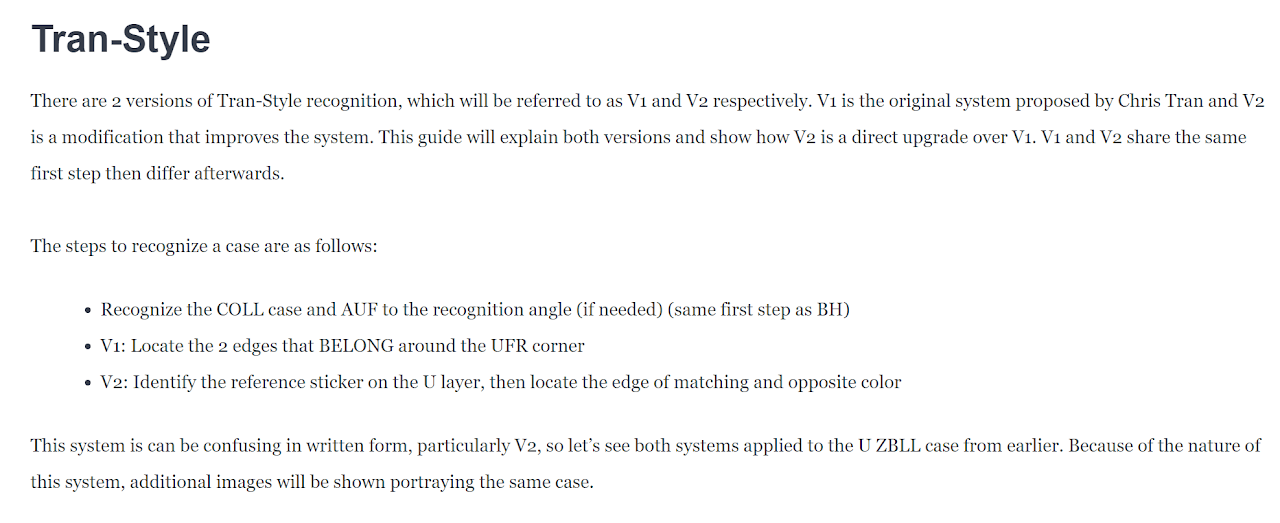 Tran-Style
There are 2 versions of Tran-Style recognition, which will be referred to as V1 and V2 respectively. V1 is the original system proposed by Chris Tran and V2
is a modification that improves the system. This guide will explain both versions and show how V2 is a direct upgrade over V1. V1 and V2 share the same
first step then differ afterwards.
The steps to recognize a case are as follows:
• Recognize the COLL case and AUF to the recognition angle (if needed) (same first step as BH)
• V1: Locate the 2 edges that BELONG around the UFR corner
• V2: Identify the reference sticker on the U layer, then locate the edge of matching and opposite color
This system is can be confusing in written form, particularly V2, so let’s see both systems applied to the U ZBLL case from earlier. Because of the nature of
this system, additional images will be shown portraying the same case.